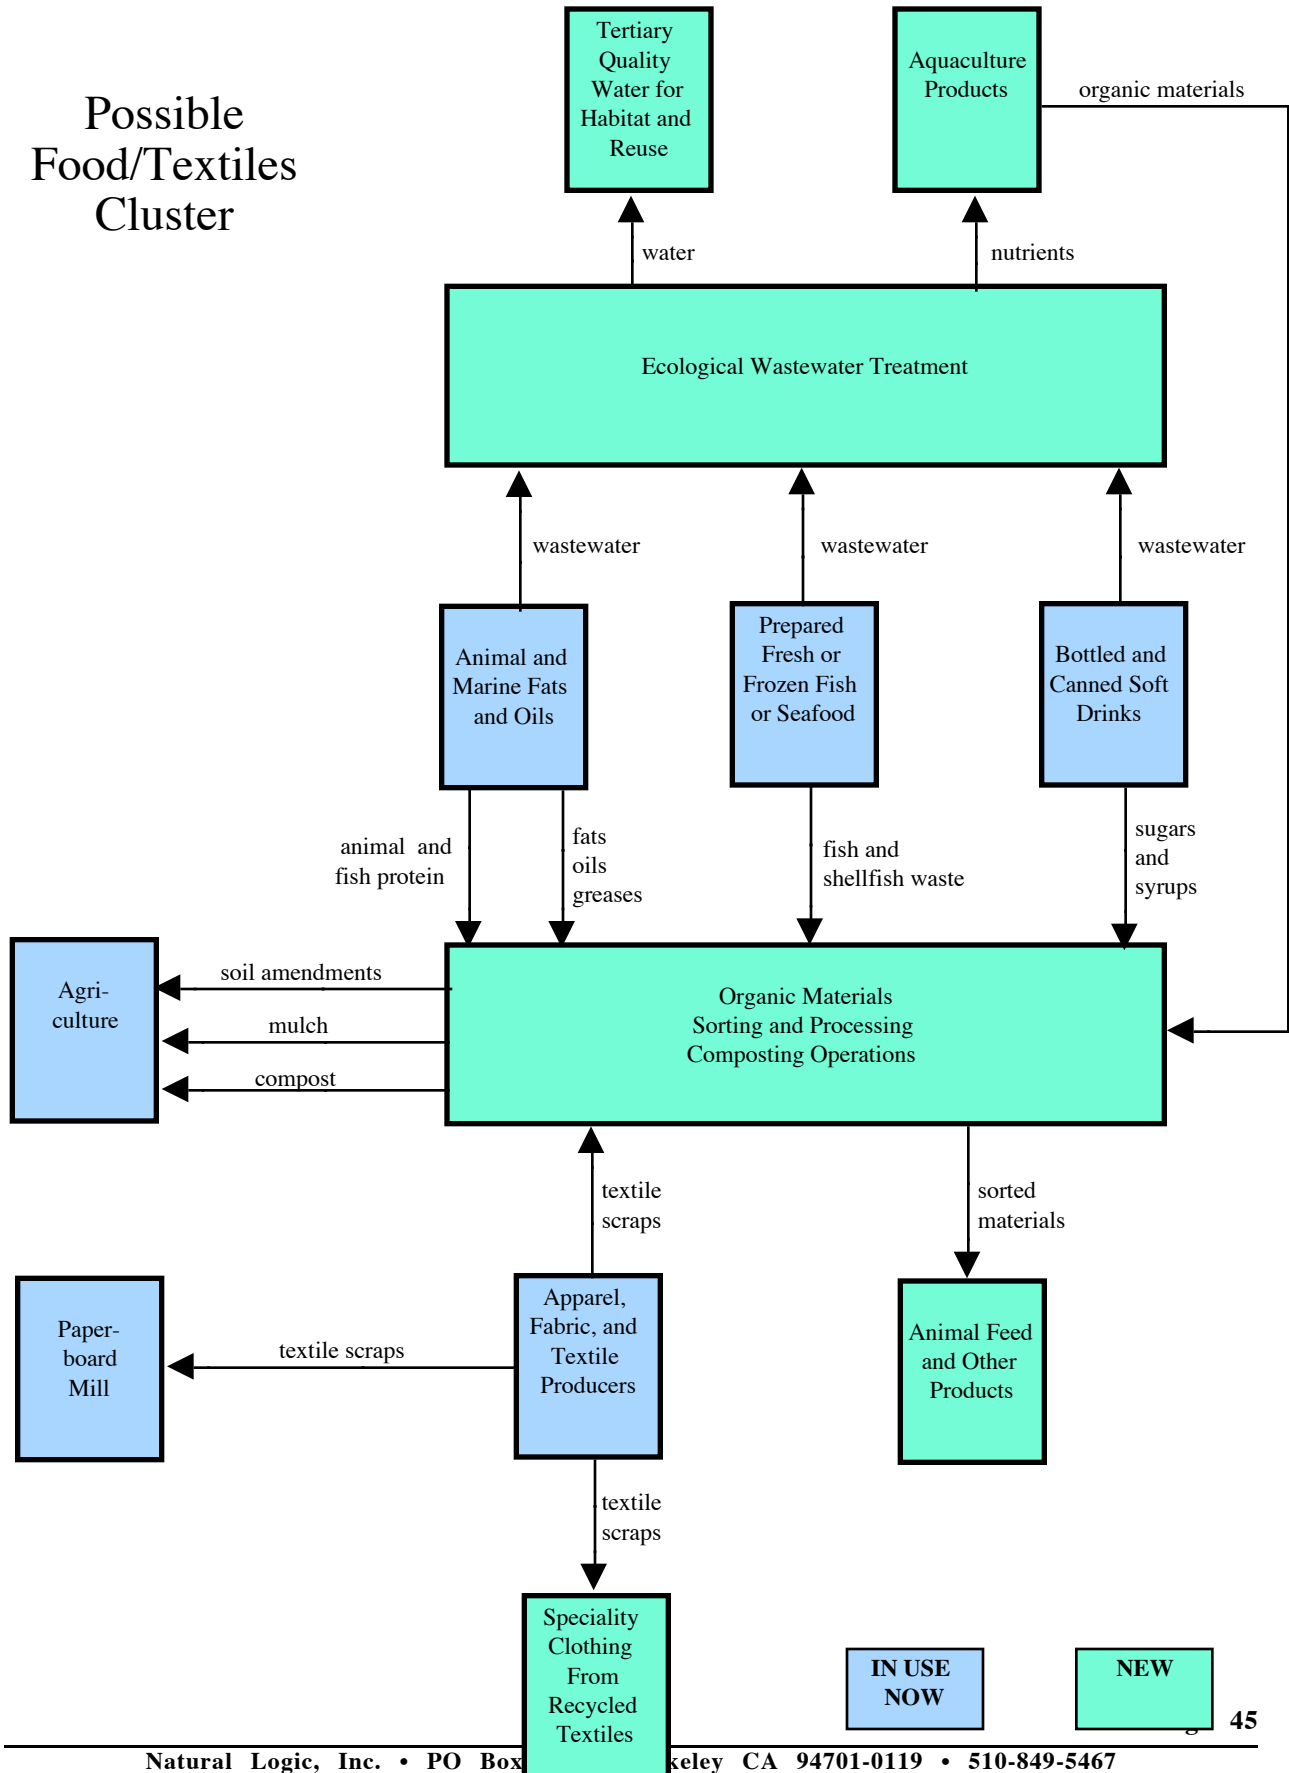 Possible
Food/Textiles
Cluster
Tertiary
Quality
Water for
Habitat and
Reuse
Aquaculture
Products
organic materials
water
nutrients
Ecological Wastewater Treatment
wastewater
wastewater
wastewater
Animal and
Marine Fats
and Oils
Prepared
Fresh or
Frozen Fish
or Seafood
Bottled and
Canned Soft
Drinks
animal and
fish protein
fats
oils
greases
fish and
shellfish waste
sugars
and
syrups
Agri-
culture
soil amendments
mulch
compost
Organic Materials
Sorting and Processing
Composting Operations
textile
scraps
sorted
materials
Paper-
board
Mill
textile scraps
Apparel,
Fabric, and
Textile
Producers
Animal Feed
and Other
Products
textile
scraps
Speciality
Clothing
From
Recycled
Textiles
IN USE
NOW
NEW
45
Natural Logic, Inc. • PO Box keley CA 94701-0119 • 510-849-5467